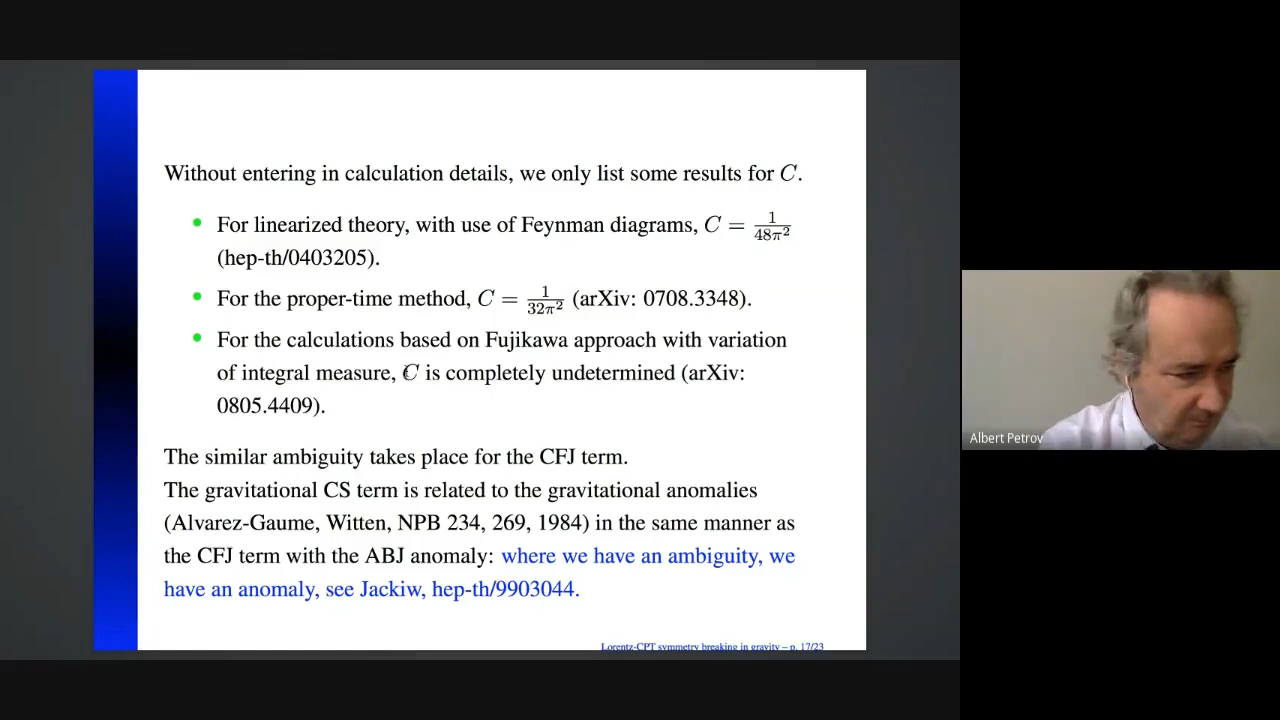 Without entering in calculation details, we only list some results for C.
• For linearized theory, with use of Feynman diagrams, C = 1/48π²
(hep-th/0403205).
• For the proper-time method, C = 1/32π² (arXiv: 0708.3348).
• For the calculations based on Fujikawa approach with variation
of integral measure, C is completely undetermined (arXiv:
0805.4409).
The similar ambiguity takes place for the CFJ term.
The gravitational CS term is related to the gravitational anomalies
(Alvarez-Gaume, Witten, NPB 234, 269, 1984) in the same manner as
the CFJ term with the ABJ anomaly: where we have an ambiguity, we
have an anomaly, see Jackiw, hep-th/9903044.
Lorentz-CPT symmetry breaking in gravity – p. 17/23
Albert Petrov